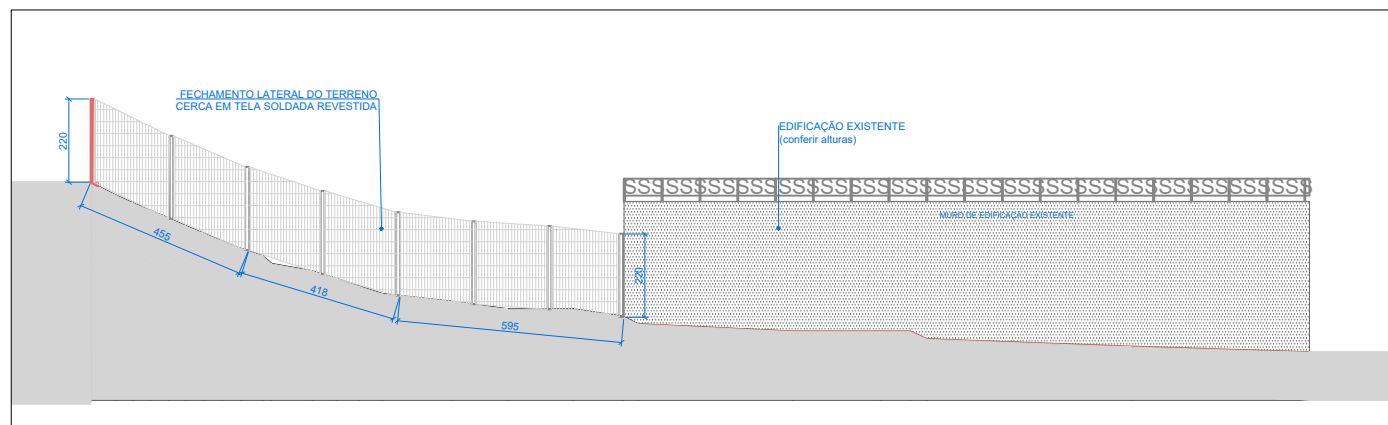 FECHAMENTO LATERAL DO TERRENO
CERCA EM TELA SOLDADA REVESTIDA
EDIFICAÇÃO EXISTENTE
(conferir alturas)
220
MURO DE EDIFICAÇÃO EXISTENTE
455
418
220
595